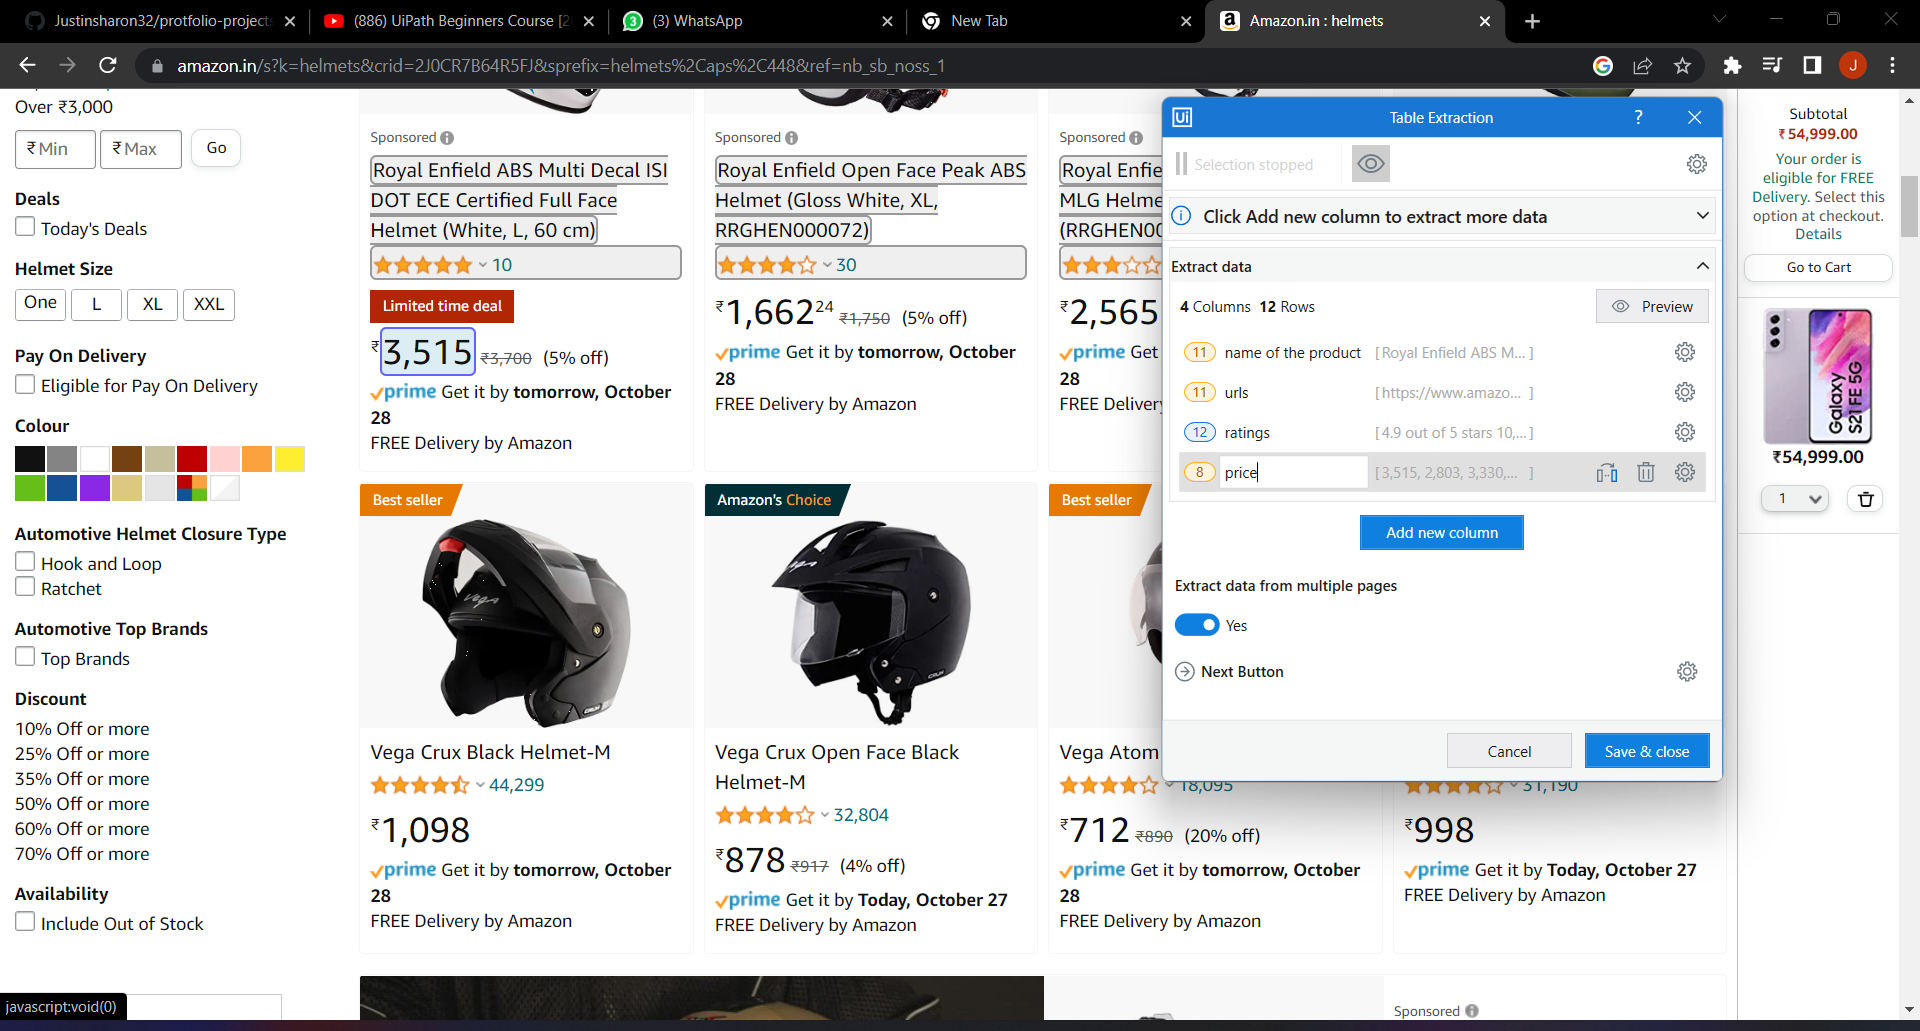 Justinsharon32/protfolio-projects
(886) UiPath Beginners Course [2
3
(3) WhatsApp
New Tab
a
Amazon.in : helmets
amazon.in/s?k=helmets&crid=2J0CR7B64R5FJ&sprefix=helmets%2Caps%2C448&ref=nb_sb_noss_1
J
Over ₹3,000
₹ Min
₹ Max
Go
Deals
Today's Deals
Helmet Size
One
L
XL
XXL
Pay On Delivery
Eligible for Pay On Delivery
Colour
Automotive Helmet Closure Type
Hook and Loop
Ratchet
Automotive Top Brands
Top Brands
Discount
10% Off or more
25% Off or more
35% Off or more
50% Off or more
60% Off or more
70% Off or more
Availability
Include Out of Stock
javascript:void(0)
Sponsored
Royal Enfield ABS Multi Decal ISI
DOT ECE Certified Full Face
Helmet (White, L, 60 cm)
10
Limited time deal
₹3,515 ₹3,700 (5% off)
prime Get it by tomorrow, October
28
FREE Delivery by Amazon
Sponsored
Royal Enfield Open Face Peak ABS
Helmet (Gloss White, XL,
RRGHEN000072)
30
₹1,662 24 ₹1,750 (5% off)
prime Get it by tomorrow, October
28
FREE Delivery by Amazon
Sponsored
Royal Enfie
MLG Helme
(RRGHEN00
₹2,565
prime Get
28
FREE Deliver
Best seller
vega
CRUX
Vega Crux Black Helmet-M
44,299
₹1,098
prime Get it by tomorrow, October
28
FREE Delivery by Amazon
Amazon's Choice
Vega Crux Open Face Black
Helmet-M
32,804
₹878 ₹917 (4% off)
prime Get it by Today, October 27
FREE Delivery by Amazon
Best seller
Vega Atom
18,095
₹712 ₹890 (20% off)
prime Get it by tomorrow, October
28
FREE Delivery by Amazon
31,190
₹998
prime Get it by Today, October 27
FREE Delivery by Amazon
Sponsored
Ui
Table Extraction
?
Selection stopped
Click Add new column to extract more data
Extract data
4 Columns 12 Rows
Preview
11 name of the product [Royal Enfield ABS M... ]
11 urls [https://www.amazo... ]
12 ratings [4.9 out of 5 stars 10,...]
8 price [3,515, 2,803, 3,330,... ]
Add new column
Extract data from multiple pages
Yes
Next Button
Cancel
Save & close
Subtotal
₹54,999.00
Your order is
eligible for FREE
Delivery. Select this
option at checkout.
Details
Go to Cart
Galaxy
S21 FE 5G
₹54,999.00
1